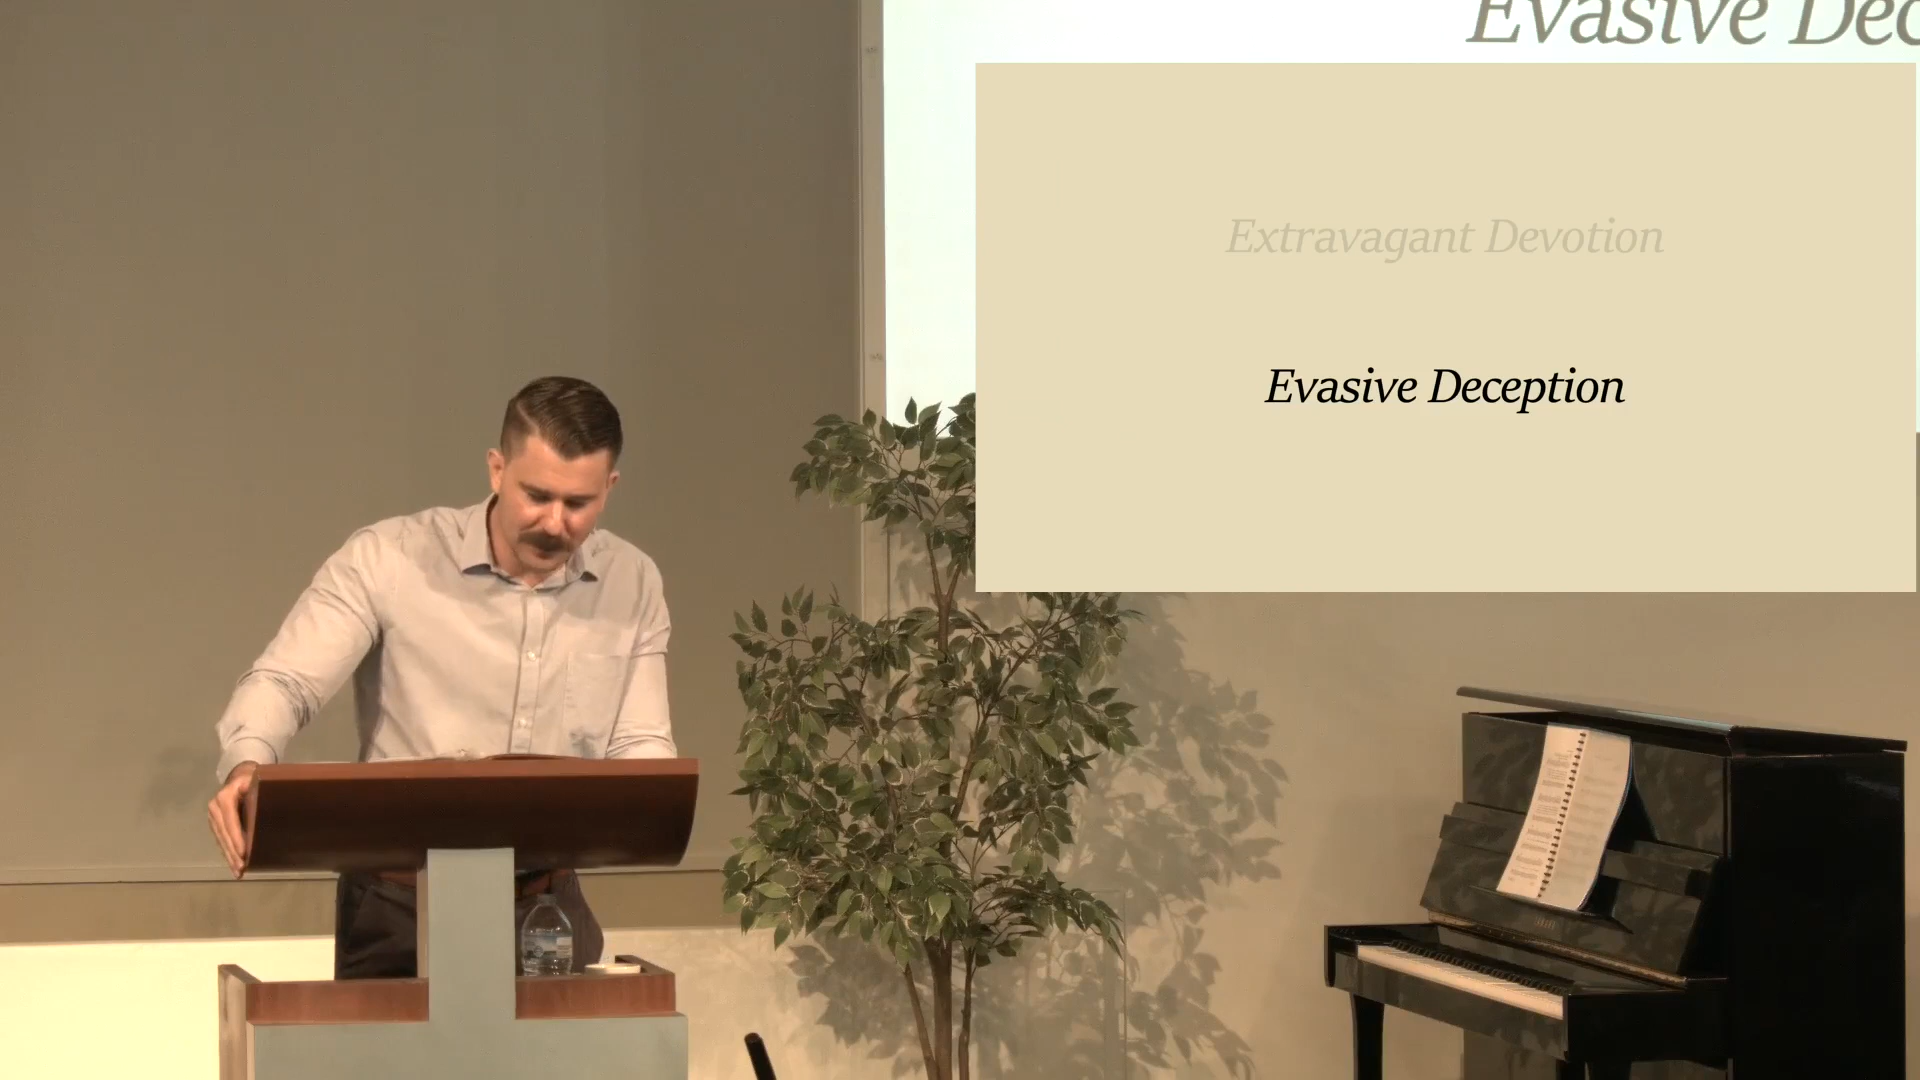 Evasive Dec
Extravagant Devotion
Evasive Deception